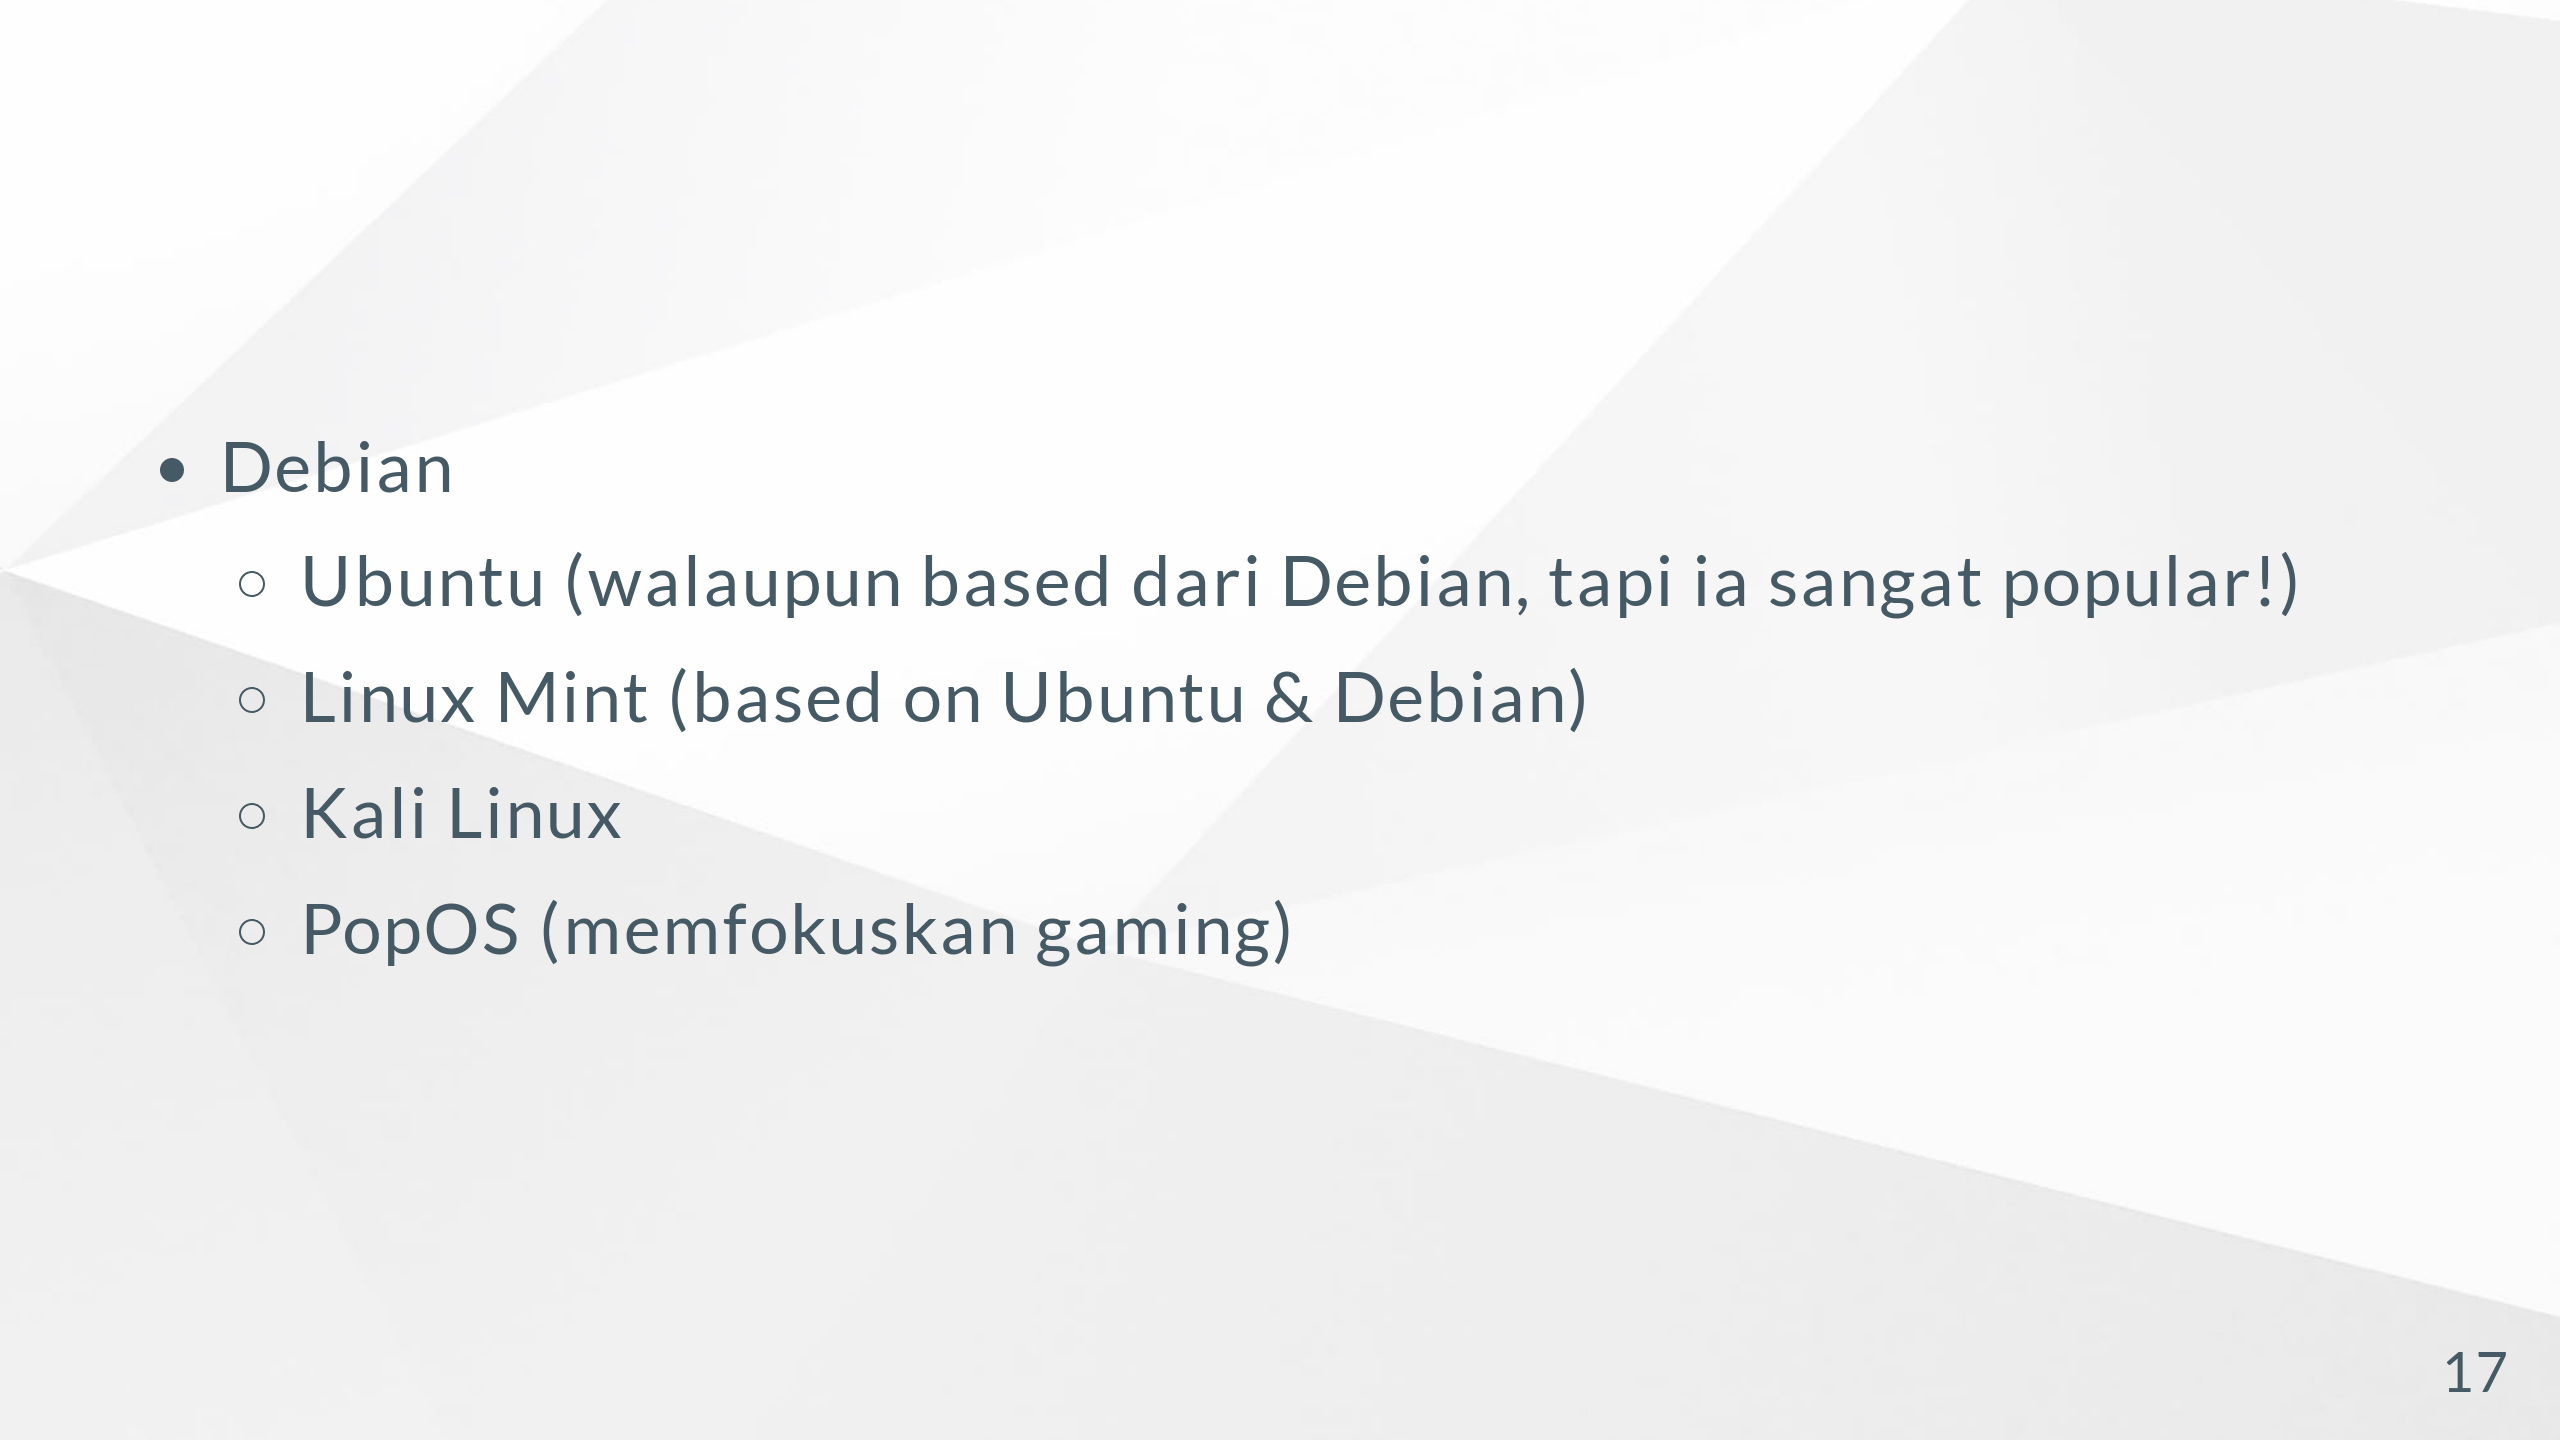 • Debian
○ Ubuntu (walaupun based dari Debian, tapi ia sangat popular!)
○ Linux Mint (based on Ubuntu & Debian)
○ Kali Linux
○ PopOS (memfokuskan gaming)
17